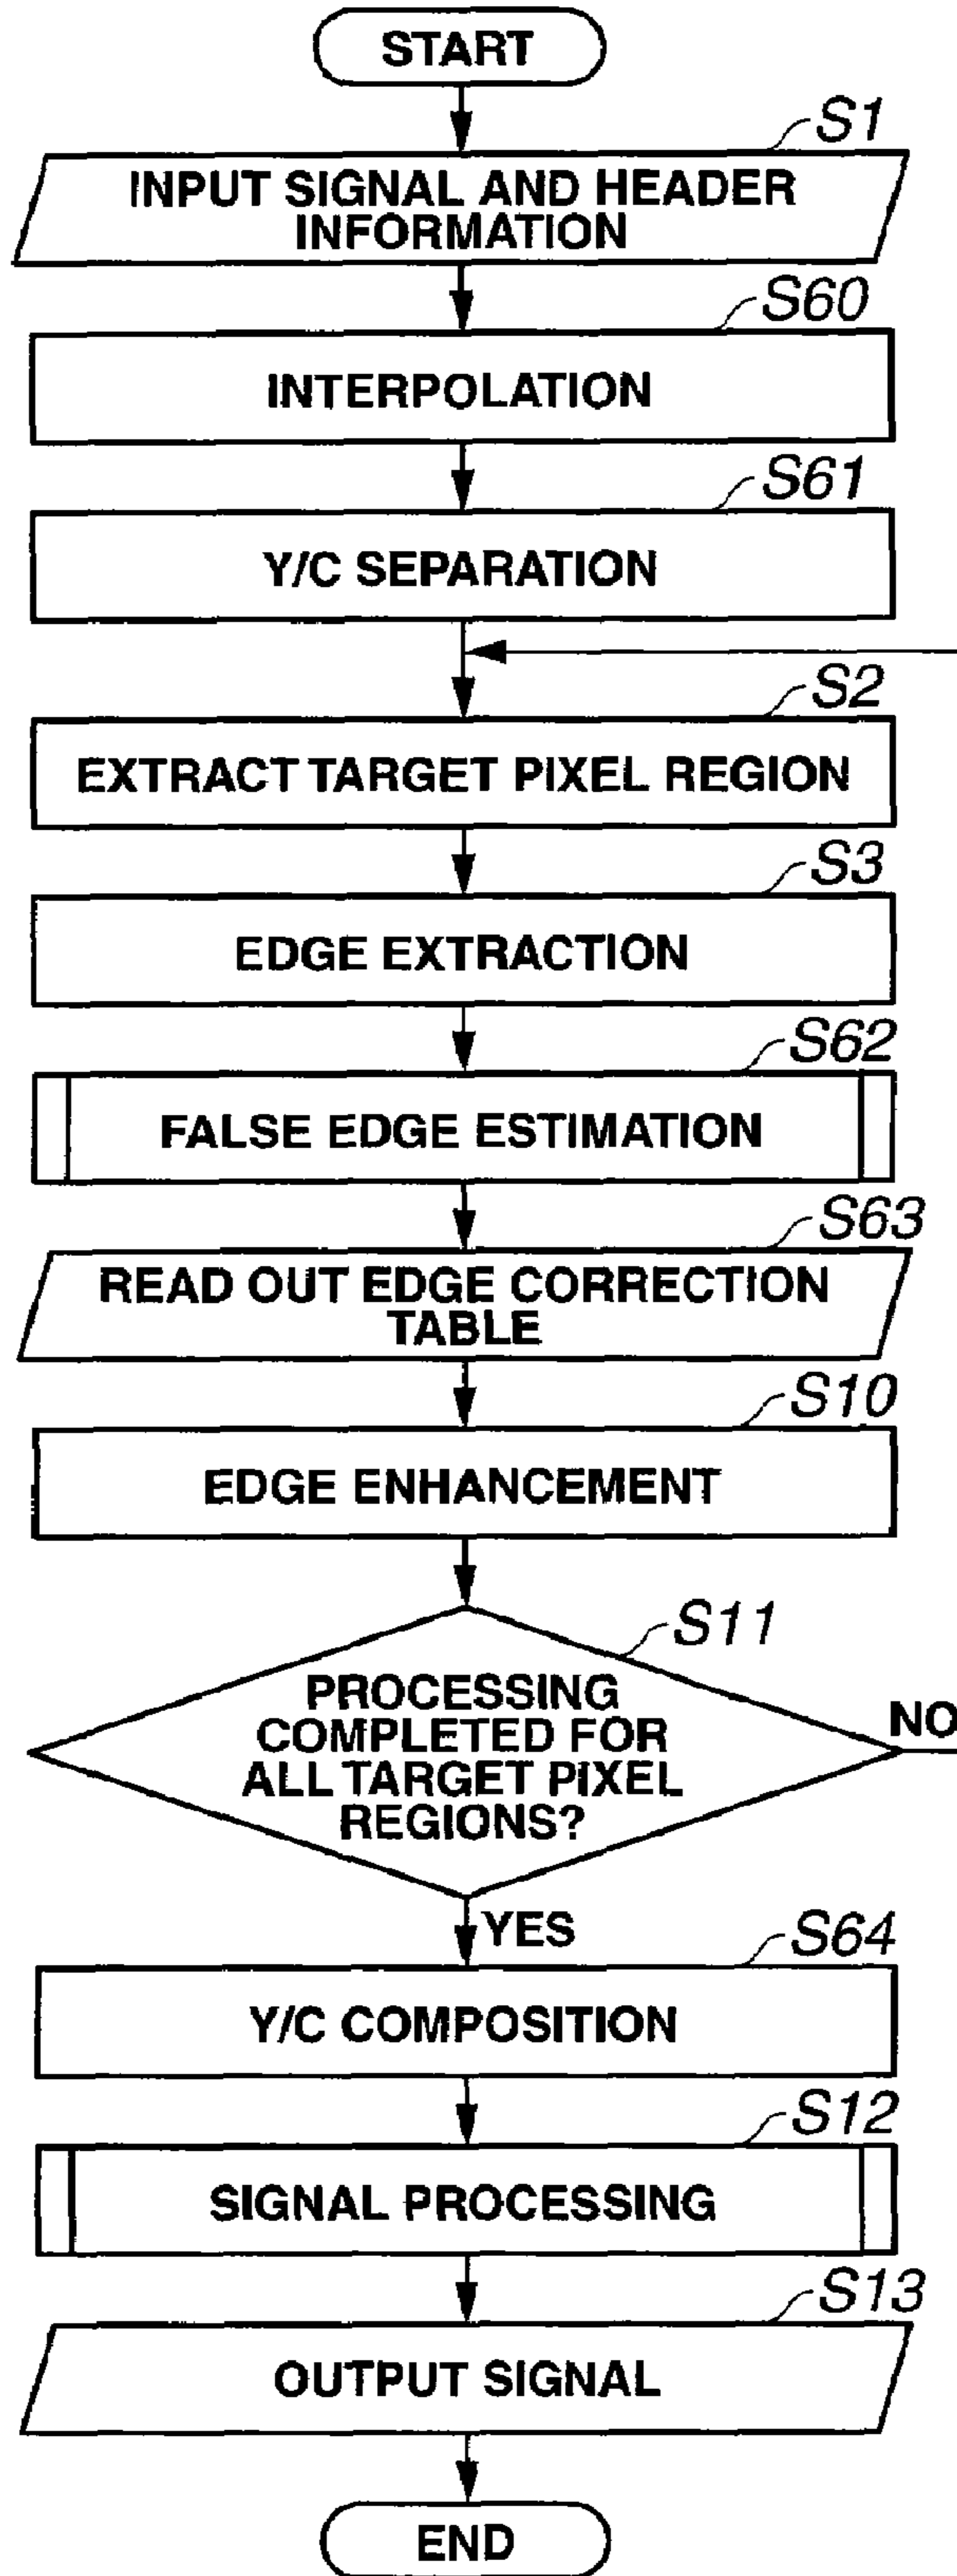 START
S1
INPUT SIGNAL AND HEADER
INFORMATION
S60
INTERPOLATION
S61
Y/C SEPARATION
S2
EXTRACT TARGET PIXEL REGION
S3
EDGE EXTRACTION
S62
FALSE EDGE ESTIMATION
S63
READ OUT EDGE CORRECTION
TABLE
S10
EDGE ENHANCEMENT
S11
PROCESSING
COMPLETED FOR
ALL TARGET PIXEL
REGIONS?
NO
YES
S64
Y/C COMPOSITION
S12
SIGNAL PROCESSING
S13
OUTPUT SIGNAL
END